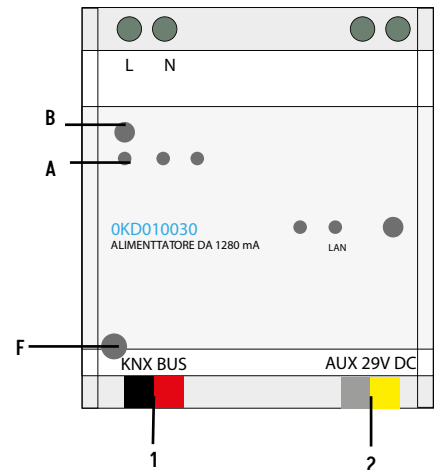 L N
B
A
0KD010030
ALIMENTTATORE DA 1280 mA
LAN
F
KNX BUS AUX 29V DC
1 2